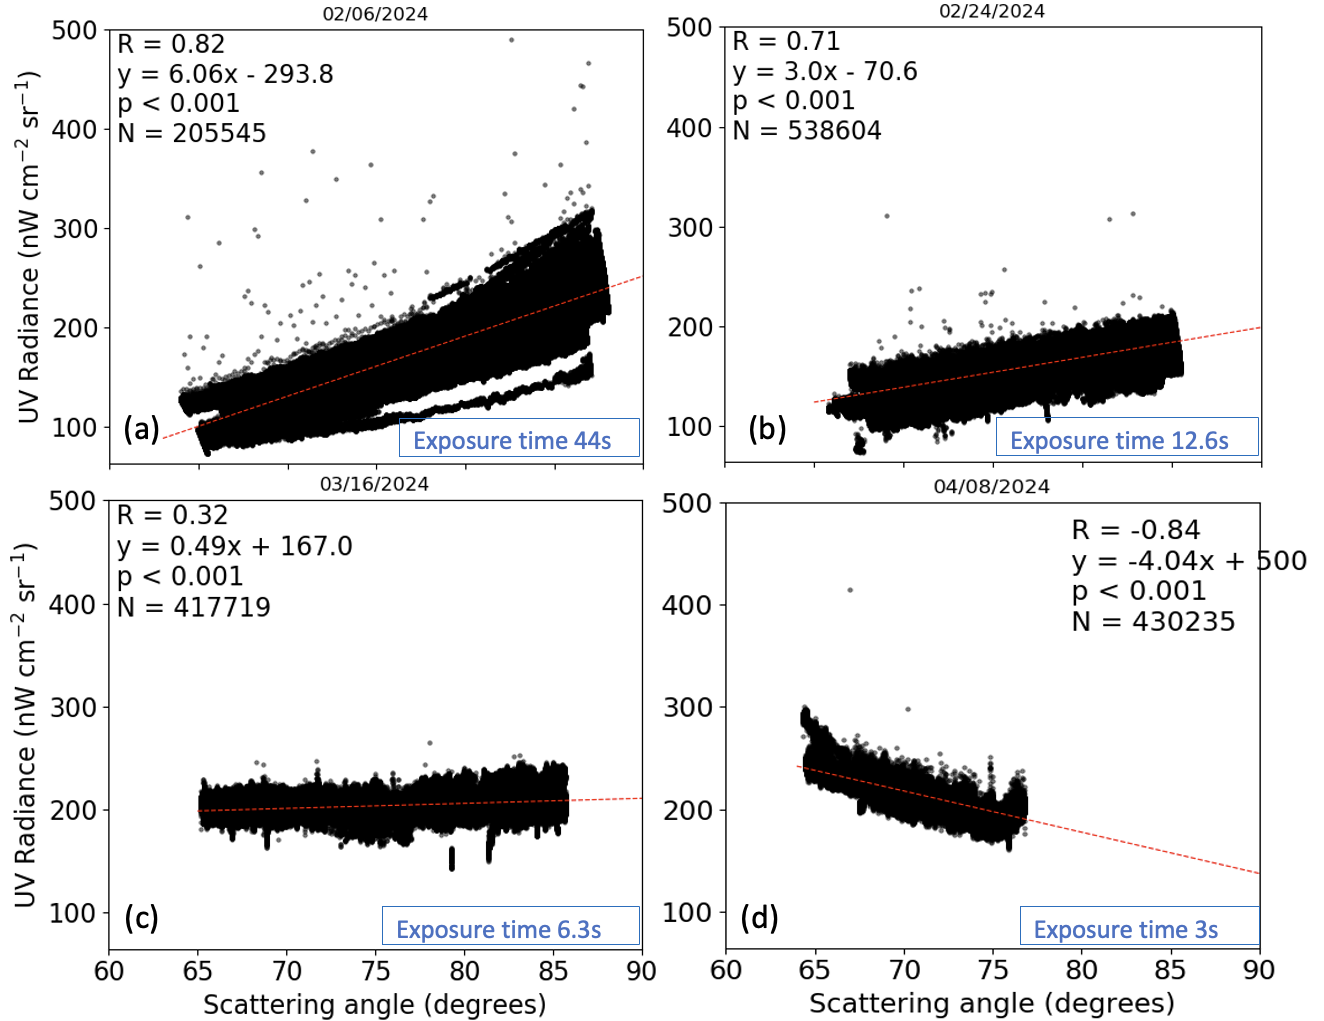 02/06/2024
R = 0.82
y = 6.06x - 293.8
p < 0.001
N = 205545
500
400
300
200
100
UV Radiance (nW cm⁻² sr⁻¹)
(a)
Exposure time 44s
02/24/2024
R = 0.71
y = 3.0x - 70.6
p < 0.001
N = 538604
500
400
300
200
100
(b)
Exposure time 12.6s
03/16/2024
R = 0.32
y = 0.49x + 167.0
p < 0.001
N = 417719
500
400
300
200
100
UV Radiance (nW cm⁻² sr⁻¹)
(c)
Exposure time 6.3s
60 65 70 75 80 85 90
Scattering angle (degrees)
04/08/2024
R = -0.84
y = -4.04x + 500
p < 0.001
N = 430235
500
400
300
200
100
(d)
Exposure time 3s
60 65 70 75 80 85 90
Scattering angle (degrees)